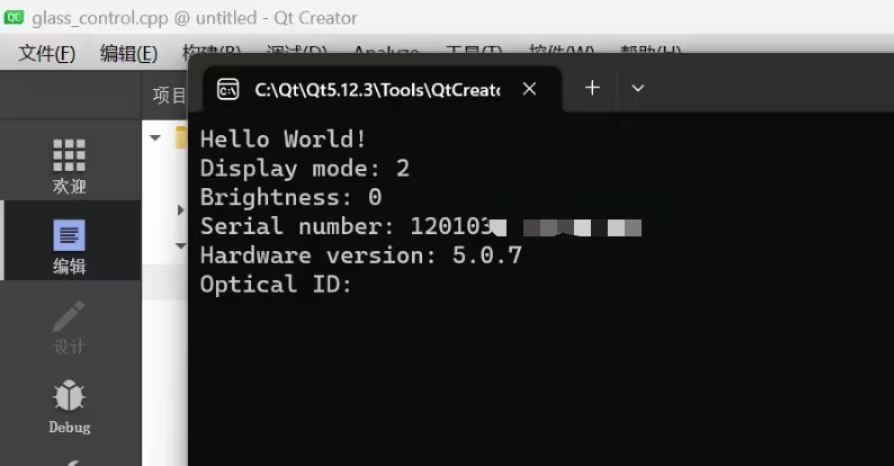 glass_control.cpp @ untitled - Qt Creator
文件(F) 编辑(E) 构建(B) 调试(D) Analyze 工具(T) 控件(W) 帮助(H)
项目
C:\Qt\Qt5.12.3\Tools\QtCreato
欢迎
编辑
设计
Debug
Hello World!
Display mode: 2
Brightness: 0
Serial number: 120103
Hardware version: 5.0.7
Optical ID: